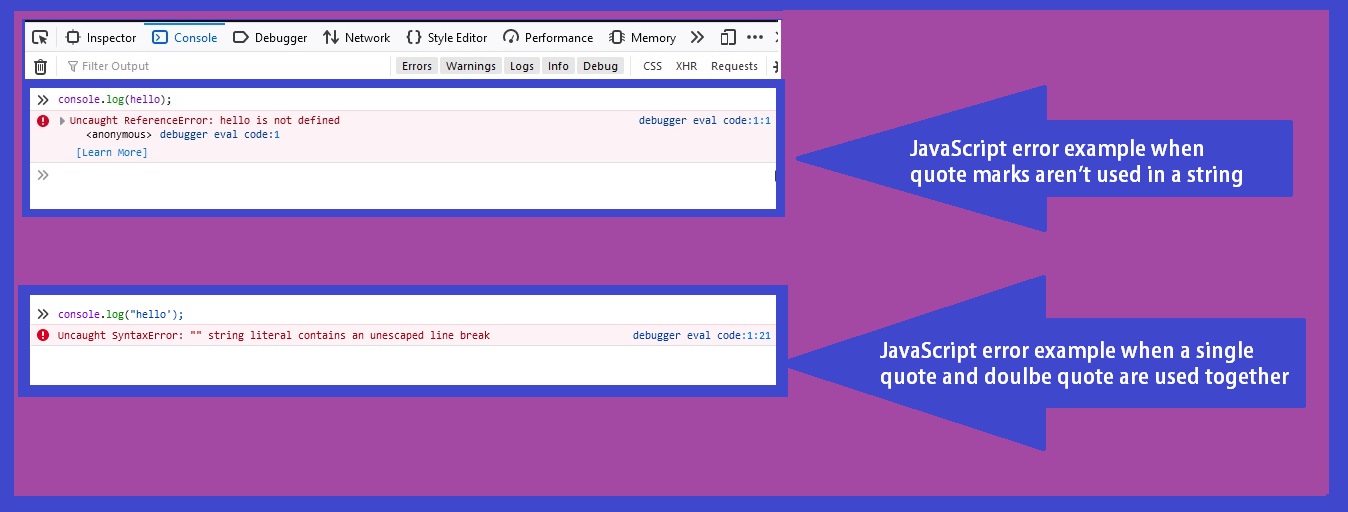 Inspector Console Debugger Network Style Editor Performance Memory
Filter Output Errors Warnings Logs Info Debug CSS XHR Requests
console.log(hello);
Uncaught ReferenceError: hello is not defined debugger eval code:1:1
<anonymous> debugger eval code:1
[Learn More]
JavaScript error example when
quote marks aren't used in a string
console.log("hello');
Uncaught SyntaxError: "" string literal contains an unescaped line break debugger eval code:1:21
JavaScript error example when a single
quote and doulbe quote are used together